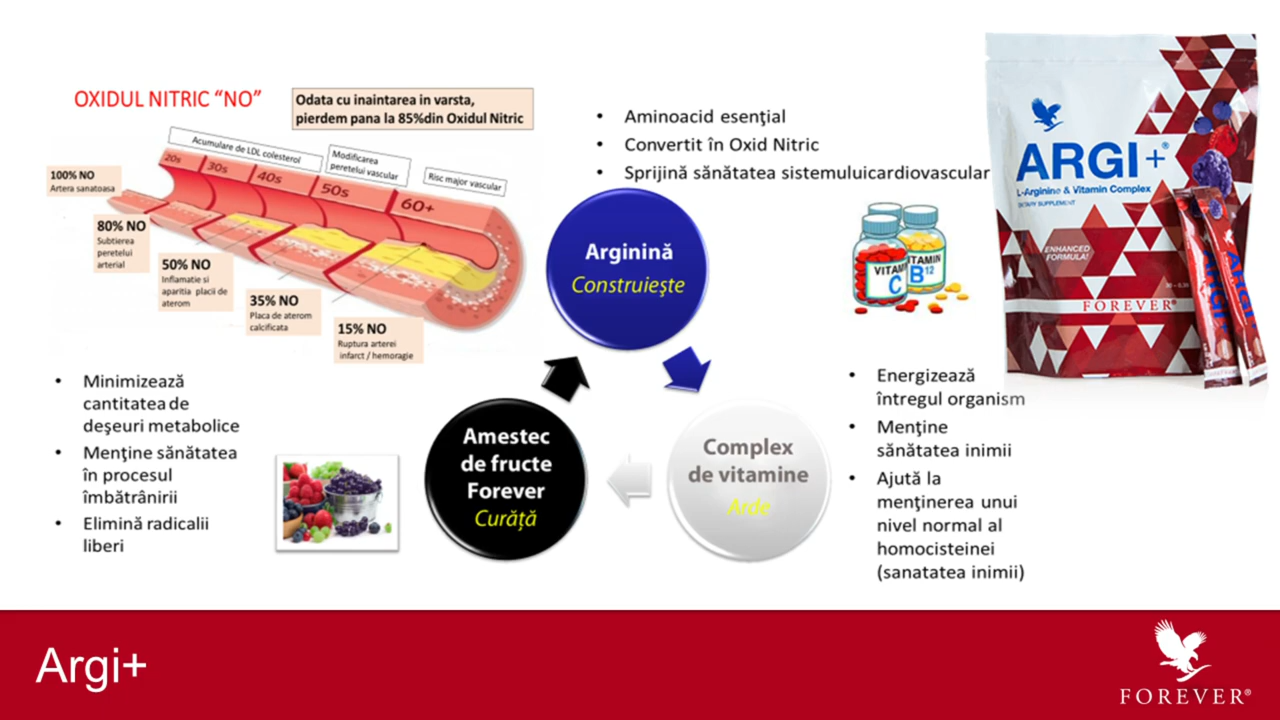 OXIDUL NITRIC “NO”
Odata cu inaintarea in varsta,
pierdem pana la 85%din Oxidul Nitric
Acumulare de LDL colesterol
Modificarea
peretelui vascular
Risc major vascular
20s
30s
40s
50s
60+
100% NO
Artera sanatoasa
80% NO
Subtierea
peretelui
arterial
50% NO
Inflamatie si
aparitia placii de
aterom
35% NO
Placa de aterom
calcificata
15% NO
Ruptura arterei
infarct / hemoragie
• Aminoacid esenţial
• Convertit în Oxid Nitric
• Sprijină sănătatea sistemuluicardiovascular
Arginină
Construieşte
Complex
de vitamine
Arde
Amestec
de fructe
Forever
Curăţă
• Minimizează
cantitatea de
deşeuri metabolice
• Menţine sănătatea
în procesul
îmbătrânirii
• Elimină radicalii
liberi
VITAM
C
TAMIN
B12
• Energizează
întregul organism
• Menţine
sănătatea inimii
• Ajută la
menţinerea unui
nivel normal al
homocisteinei
(sanatatea inimii)
ARGI+®
L-Arginine & Vitamin Complex
DIETARY SUPPLEMENT
ENHANCED
FORMULA!
FOREVER®
Argi+
FOREVER®